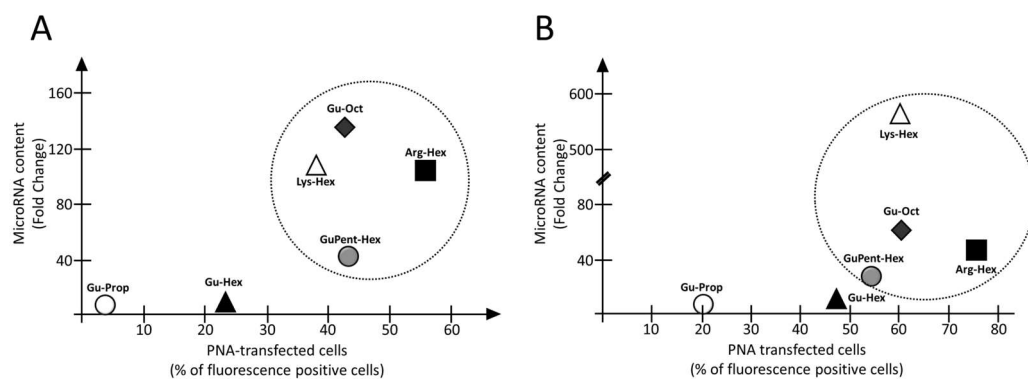 A
MicroRNA content
(Fold Change)
160
120
80
40
Gu-Oct
Arg-Hex
Lys-Hex
GuPent-Hex
Gu-Hex
Gu-Prop
10
20
30
40
50
60
PNA-transfected cells
(% of fluorescence positive cells)
B
MicroRNA content
(Fold Change)
600
500
80
40
Lys-Hex
Gu-Oct
GuPent-Hex
Arg-Hex
Gu-Prop
Gu-Hex
10
20
30
40
50
60
70
80
PNA transfected cells
(% of fluorescence positive cells)